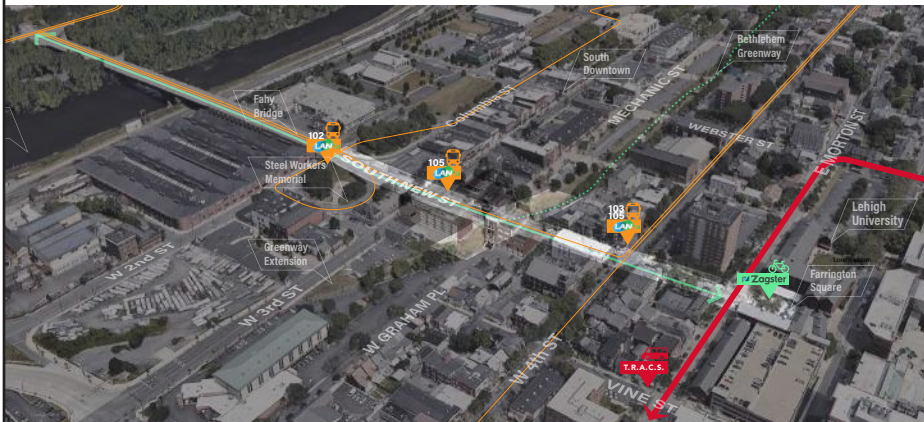 Bethlehem
Greenway
South
Downtown
MECHANIC ST
Columbia ST
Fahy
Bridge
WEBSTER ST
102
LAN
105
LAN
Steel Workers
Memorial
SOUTH NEW ST
E MORTON ST
103
105
LAN
Lehigh
University
Greenway
Extension
W 2nd ST
Zagster
Farrington
Square
W 3rd ST
W GRAHAM PL
W 4th ST
T.R.A.C.S.
VINE ST